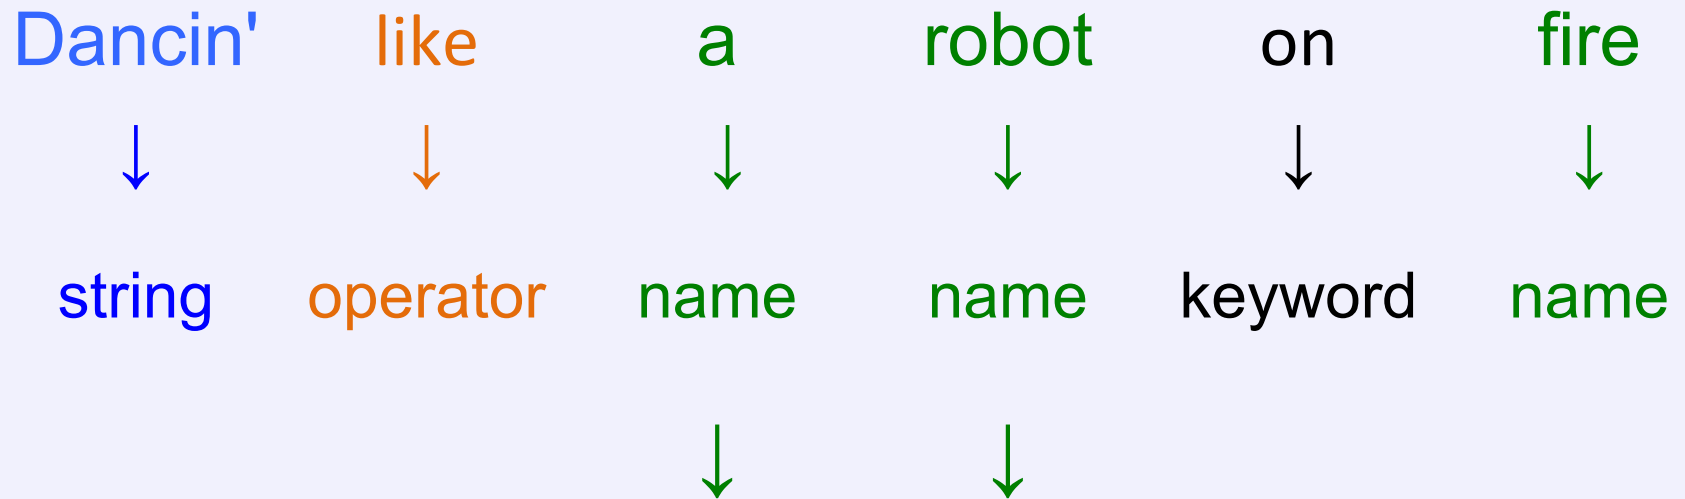 Dancin' like a robot on fire
↓ ↓ ↓ ↓ ↓ ↓
string operator name name keyword name
↓ ↓